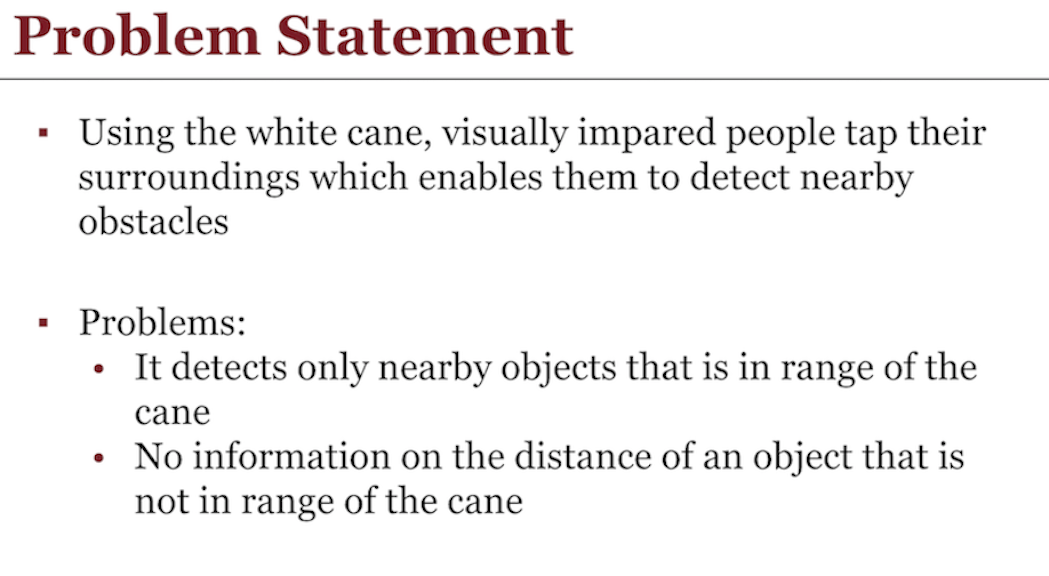 Problem Statement
▪ Using the white cane, visually impared people tap their
surroundings which enables them to detect nearby
obstacles
▪ Problems:
• It detects only nearby objects that is in range of the
cane
• No information on the distance of an object that is
not in range of the cane